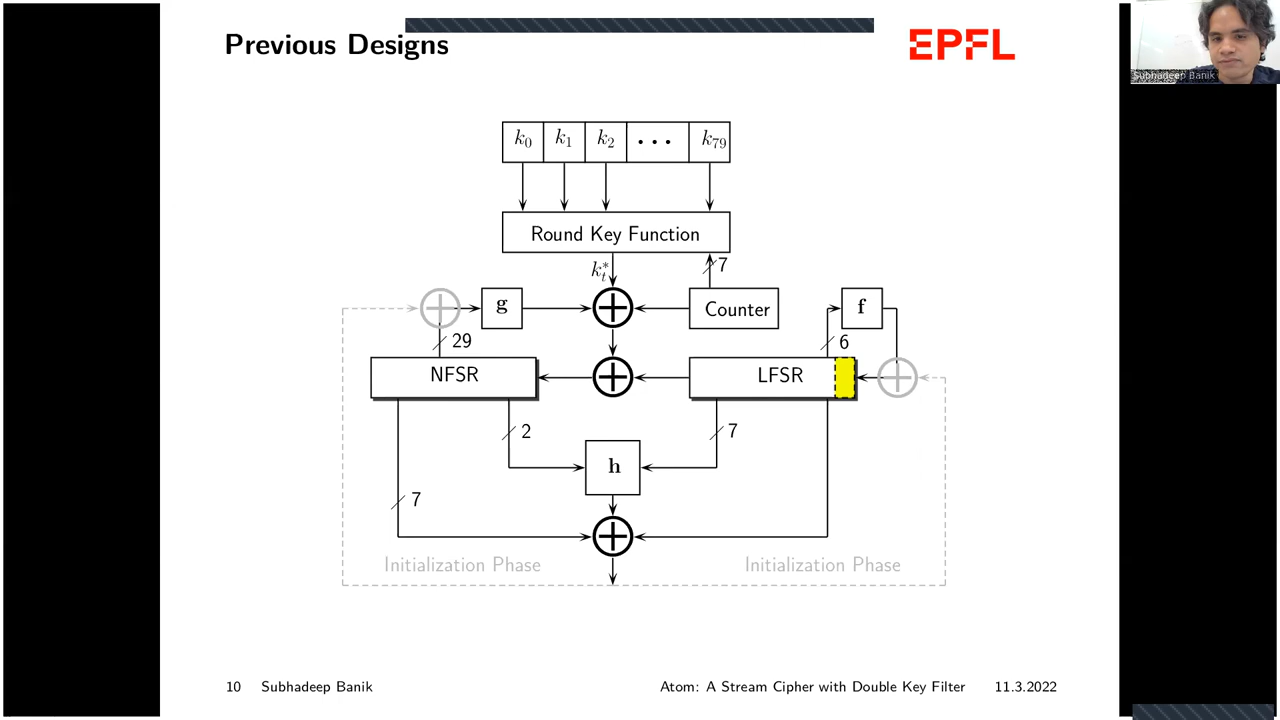 Previous Designs
EPFL
Subhadeep Banik
k₀ k₁ k₂ ... k₇₉
Round Key Function
k*ₜ
7
g
Counter
f
29
6
NFSR
LFSR
2
7
h
7
Initialization Phase
Initialization Phase
10 Subhadeep Banik Atom: A Stream Cipher with Double Key Filter 11.3.2022